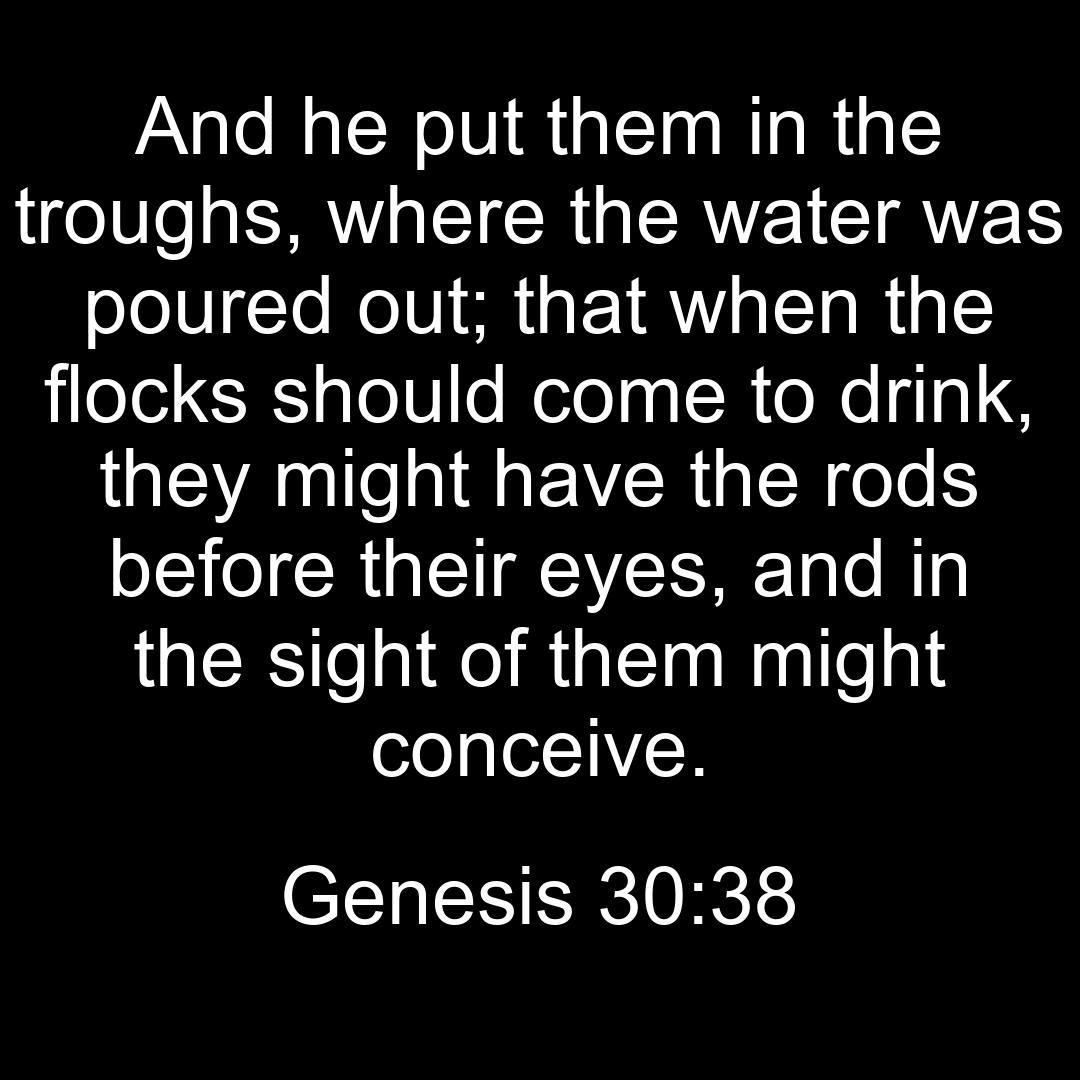 And he put them in the
troughs, where the water was
poured out; that when the
flocks should come to drink,
they might have the rods
before their eyes, and in
the sight of them might
conceive.
Genesis 30:38